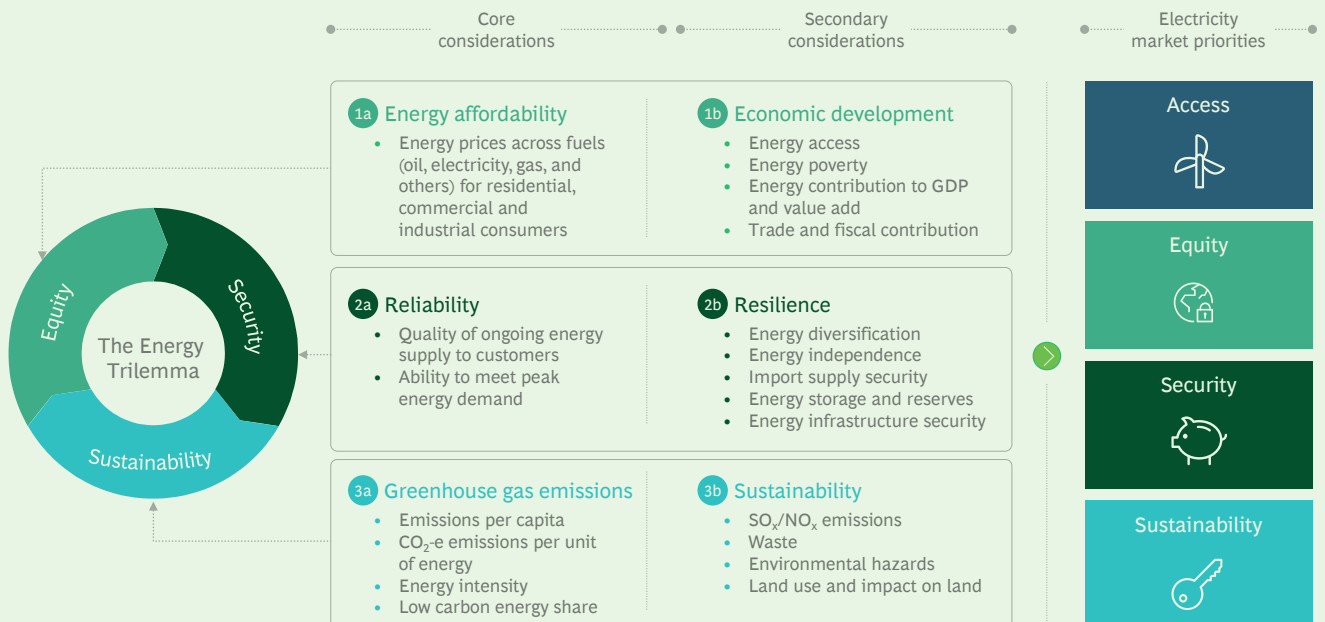 Core
considerations
Secondary
considerations
Electricity
market priorities
The Energy
Trilemma
Equity
Security
Sustainability
1a Energy affordability
• Energy prices across fuels
(oil, electricity, gas, and
others) for residential,
commercial and
industrial consumers
1b Economic development
• Energy access
• Energy poverty
• Energy contribution to GDP
and value add
• Trade and fiscal contribution
2a Reliability
• Quality of ongoing energy
supply to customers
• Ability to meet peak
energy demand
2b Resilience
• Energy diversification
• Energy independence
• Import supply security
• Energy storage and reserves
• Energy infrastructure security
3a Greenhouse gas emissions
• Emissions per capita
• CO₂-e emissions per unit
of energy
• Energy intensity
• Low carbon energy share
3b Sustainability
• SOₓ/NOₓ emissions
• Waste
• Environmental hazards
• Land use and impact on land
Access
Equity
Security
Sustainability